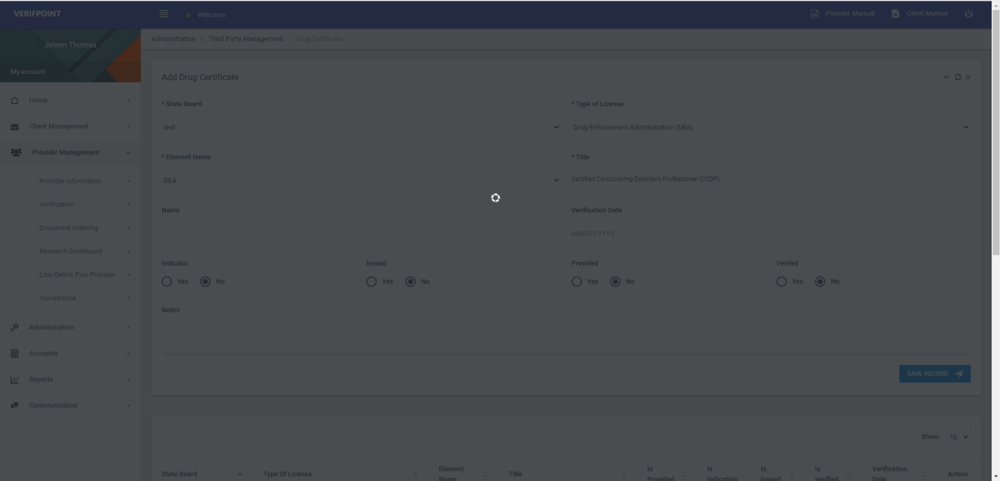 VERIFPOINT
Welcome
Provider Manual
Client Manual
Joleen Thomas
My account
Home
Client Management
Provider Management
Provider Information
Verification
Document Indexing
Research Dashboard
Link/Delink Plan Provider
Surveillance
Administration
Accounts
Reports
Communication
Administration / Third Party Management / Drug Certificate
Add Drug Certificate
* State Board
* Type of License
test
Drug Enforcement Administration (DEA)
* Element Name
* Title
DEA
Certified Co-Occurring Disorders Professional (CCDP)
Name
Verification Date
MM/DD/YYYY
Indicator
Issued
Provided
Verifed
Yes No
Yes No
Yes No
Yes No
Notes
SAVE RECORD
Show: 10
State Board
Type Of License
Element
Name
Title
Is
Provided
Is
Indication
Is
Issued
Is
Verified
Verification
Date
Action